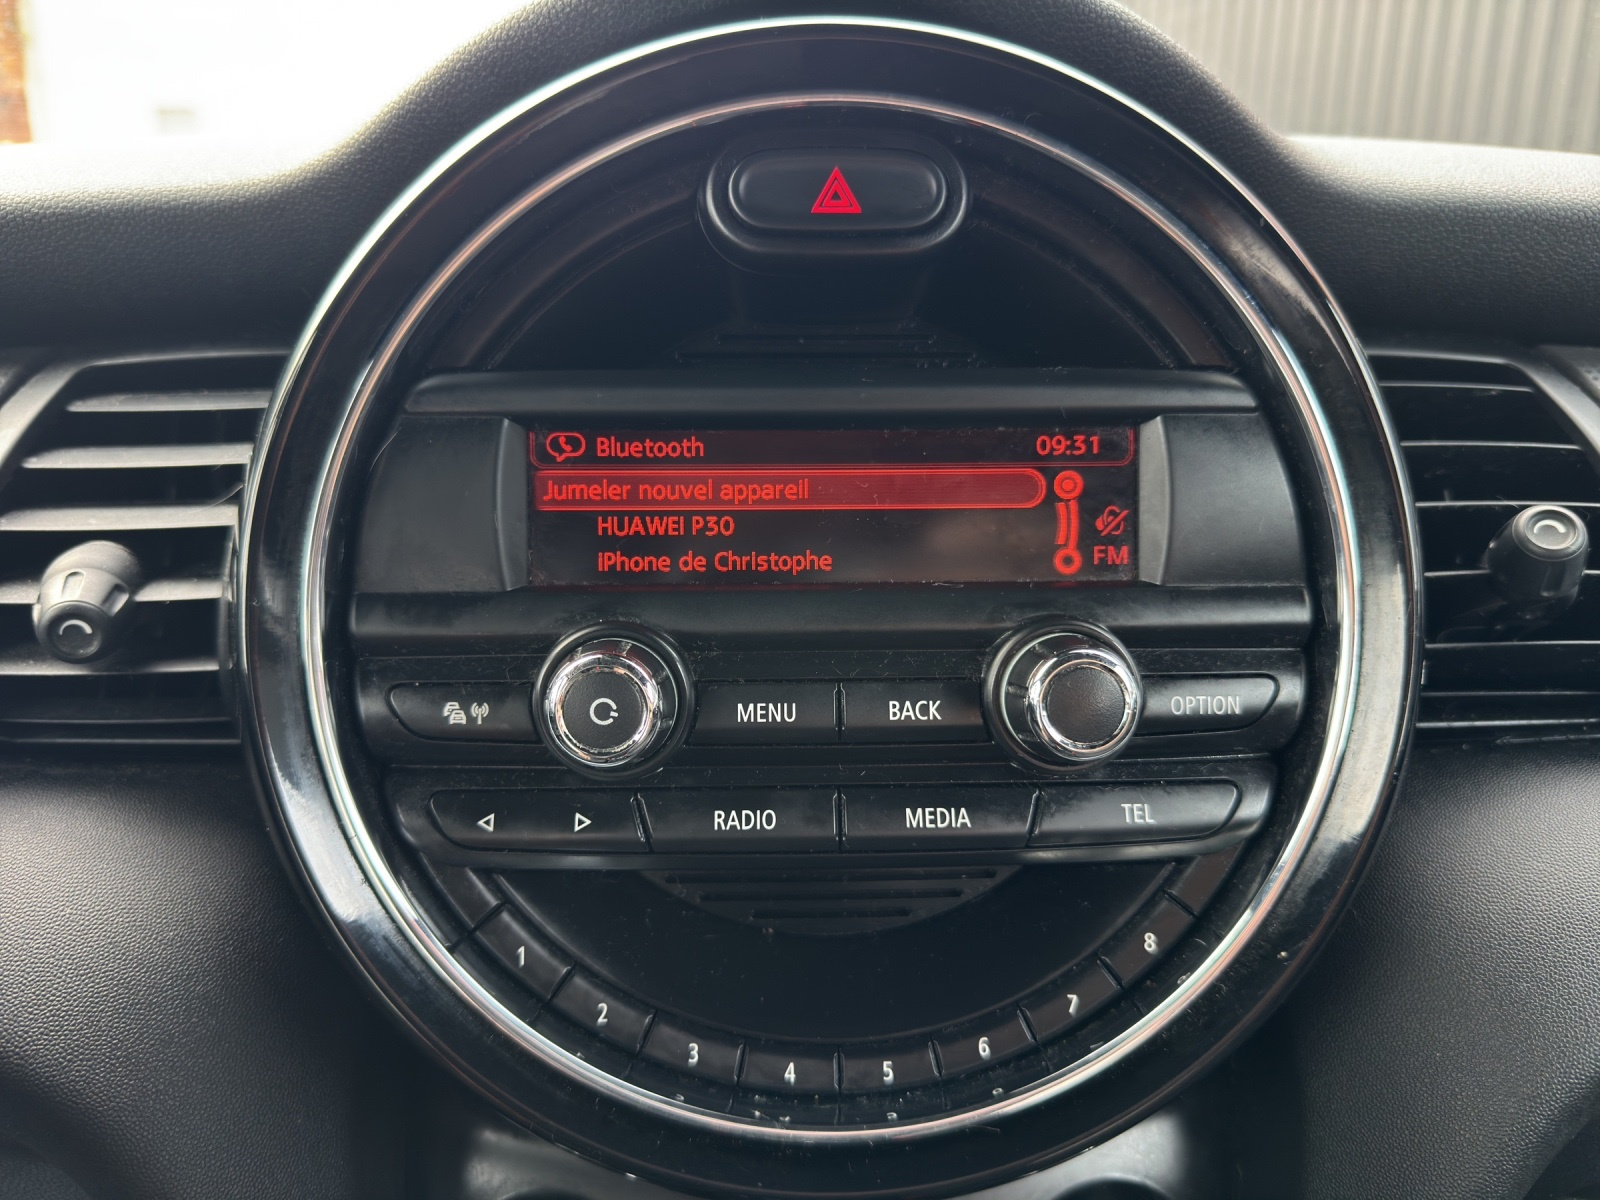 Bluetooth 09:31
Jumeler nouvel appareil
HUAWEI P30
iPhone de Christophe
FM
MENU BACK OPTION
RADIO MEDIA TEL
1 2 3 4 5 6 7 8